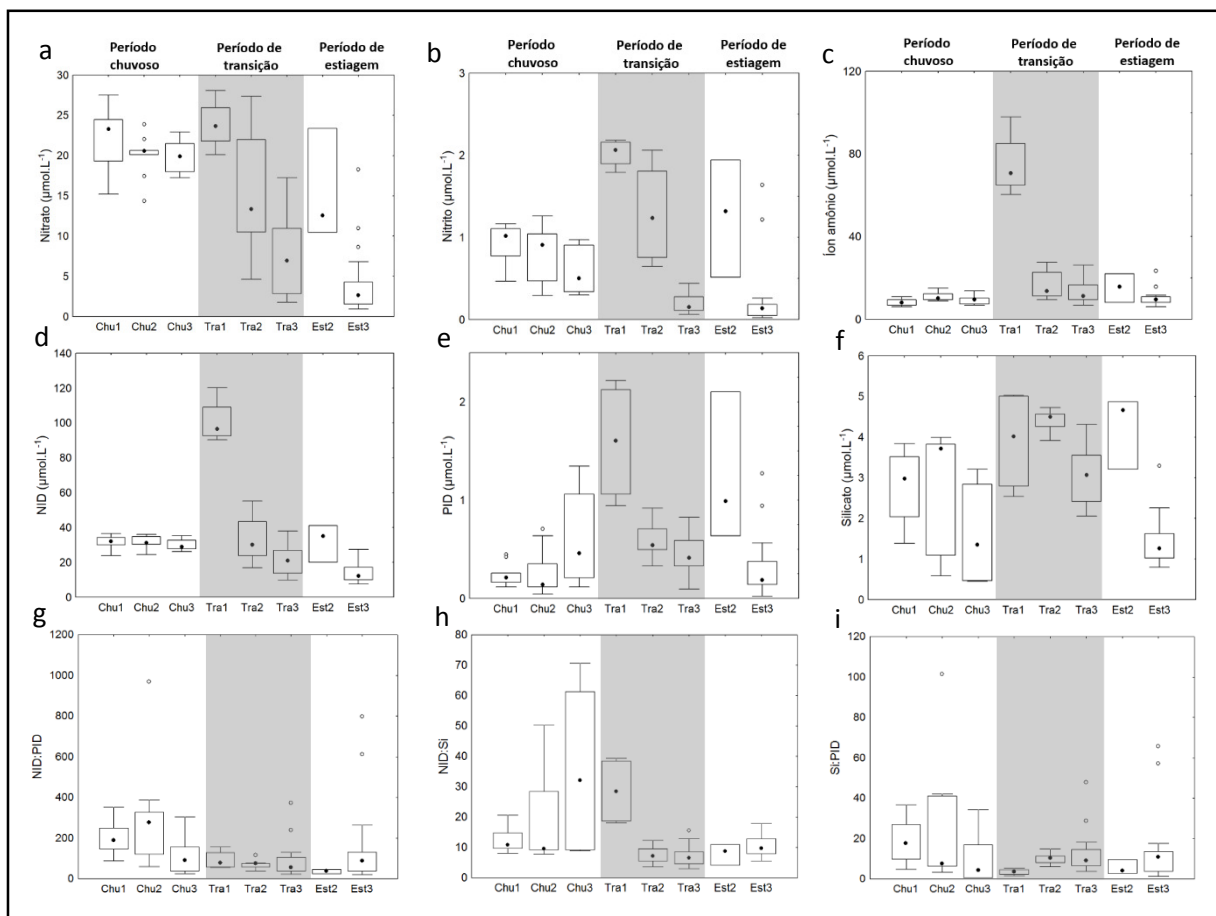 a
Período chuvoso
Período de transição
Período de estiagem
Nitrato (µmol.L⁻¹)
30
25
20
15
10
5
0
Chu1 Chu2 Chu3 Tra1 Tra2 Tra3 Est2 Est3
b
Período chuvoso
Período de transição
Período de estiagem
Nitrito (µmol.L⁻¹)
3
2
1
0
Chu1 Chu2 Chu3 Tra1 Tra2 Tra3 Est2 Est3
c
Período chuvoso
Período de transição
Período de estiagem
Íon amônio (µmol.L⁻¹)
120
80
40
20
0
Chu1 Chu2 Chu3 Tra1 Tra2 Tra3 Est2 Est3
d
NID (µmol.L⁻¹)
140
120
100
80
60
40
20
0
Chu1 Chu2 Chu3 Tra1 Tra2 Tra3 Est2 Est3
e
PID (µmol.L⁻¹)
2
1
0
Chu1 Chu2 Chu3 Tra1 Tra2 Tra3 Est2 Est3
f
Silicato (µmol.L⁻¹)
6
5
4
3
2
1
0
Chu1 Chu2 Chu3 Tra1 Tra2 Tra3 Est2 Est3
g
NID:PID
1200
1000
800
600
400
200
0
Chu1 Chu2 Chu3 Tra1 Tra2 Tra3 Est2 Est3
h
NID:Si
80
70
60
50
40
30
20
10
0
Chu1 Chu2 Chu3 Tra1 Tra2 Tra3 Est2 Est3
i
Si:PID
120
100
80
60
40
20
0
Chu1 Chu2 Chu3 Tra1 Tra2 Tra3 Est2 Est3